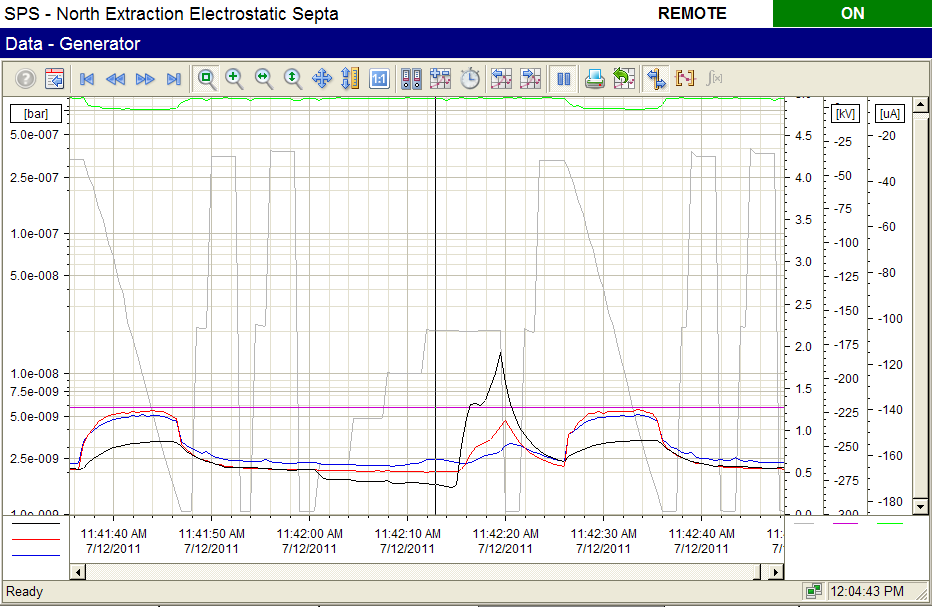 SPS - North Extraction Electrostatic Septa REMOTE ON
Data - Generator
1:1
[bar] [kV] [uA]
5.0e-007
2.5e-007
1.0e-007
5.0e-008
1.0e-008
7.5e-009
5.0e-009
2.5e-009
1.0e-009
4.5
4.0
3.5
3.0
2.5
2.0
1.5
1.0
0.5
0.0
-25
-50
-75
-100
-125
-150
-175
-200
-225
-250
-275
-300
-20
-40
-60
-80
-100
-120
-140
-160
-180
11:41:40 AM 11:41:50 AM 11:42:00 AM 11:42:10 AM 11:42:20 AM 11:42:30 AM 11:42:40 AM 11:
7/12/2011 7/12/2011 7/12/2011 7/12/2011 7/12/2011 7/12/2011 7/12/2011 7/
Ready 12:04:43 PM